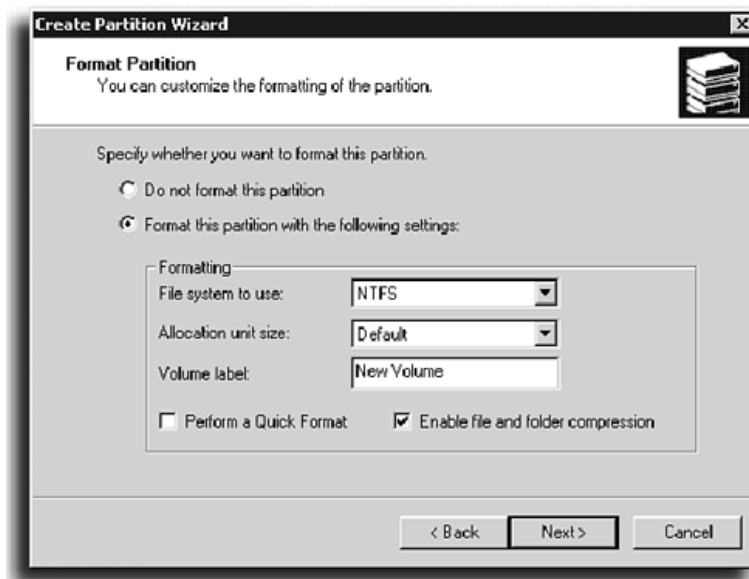 Create Partition Wizard
Format Partition
You can customize the formatting of the partition.
Specify whether you want to format this partition.
Do not format this partition
Format this partition with the following settings:
Formatting
File system to use: NTFS
Allocation unit size: Default
Volume label: New Volume
Perform a Quick Format Enable file and folder compression
< Back Next > Cancel